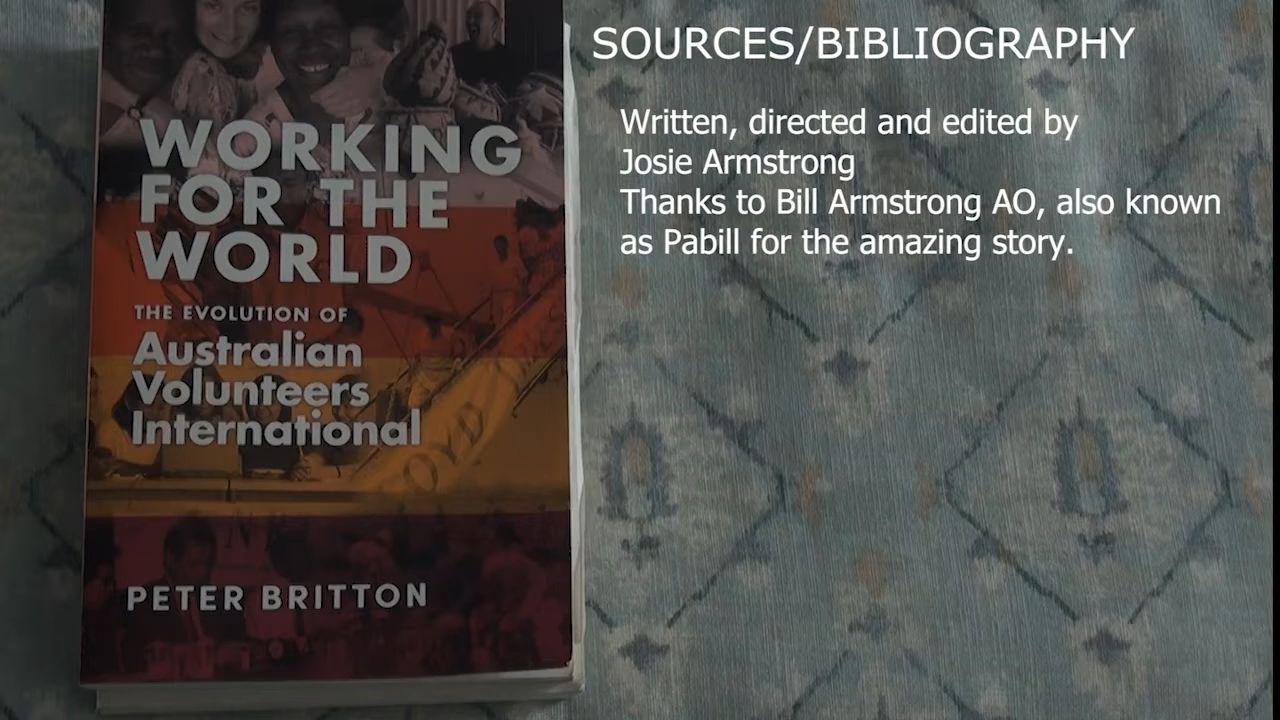 WORKING
FOR THE
WORLD
THE EVOLUTION OF
Australian
Volunteers
International
PETER BRITTON
SOURCES/BIBLIOGRAPHY
Written, directed and edited by
Josie Armstrong
Thanks to Bill Armstrong AO, also known
as Pabill for the amazing story.